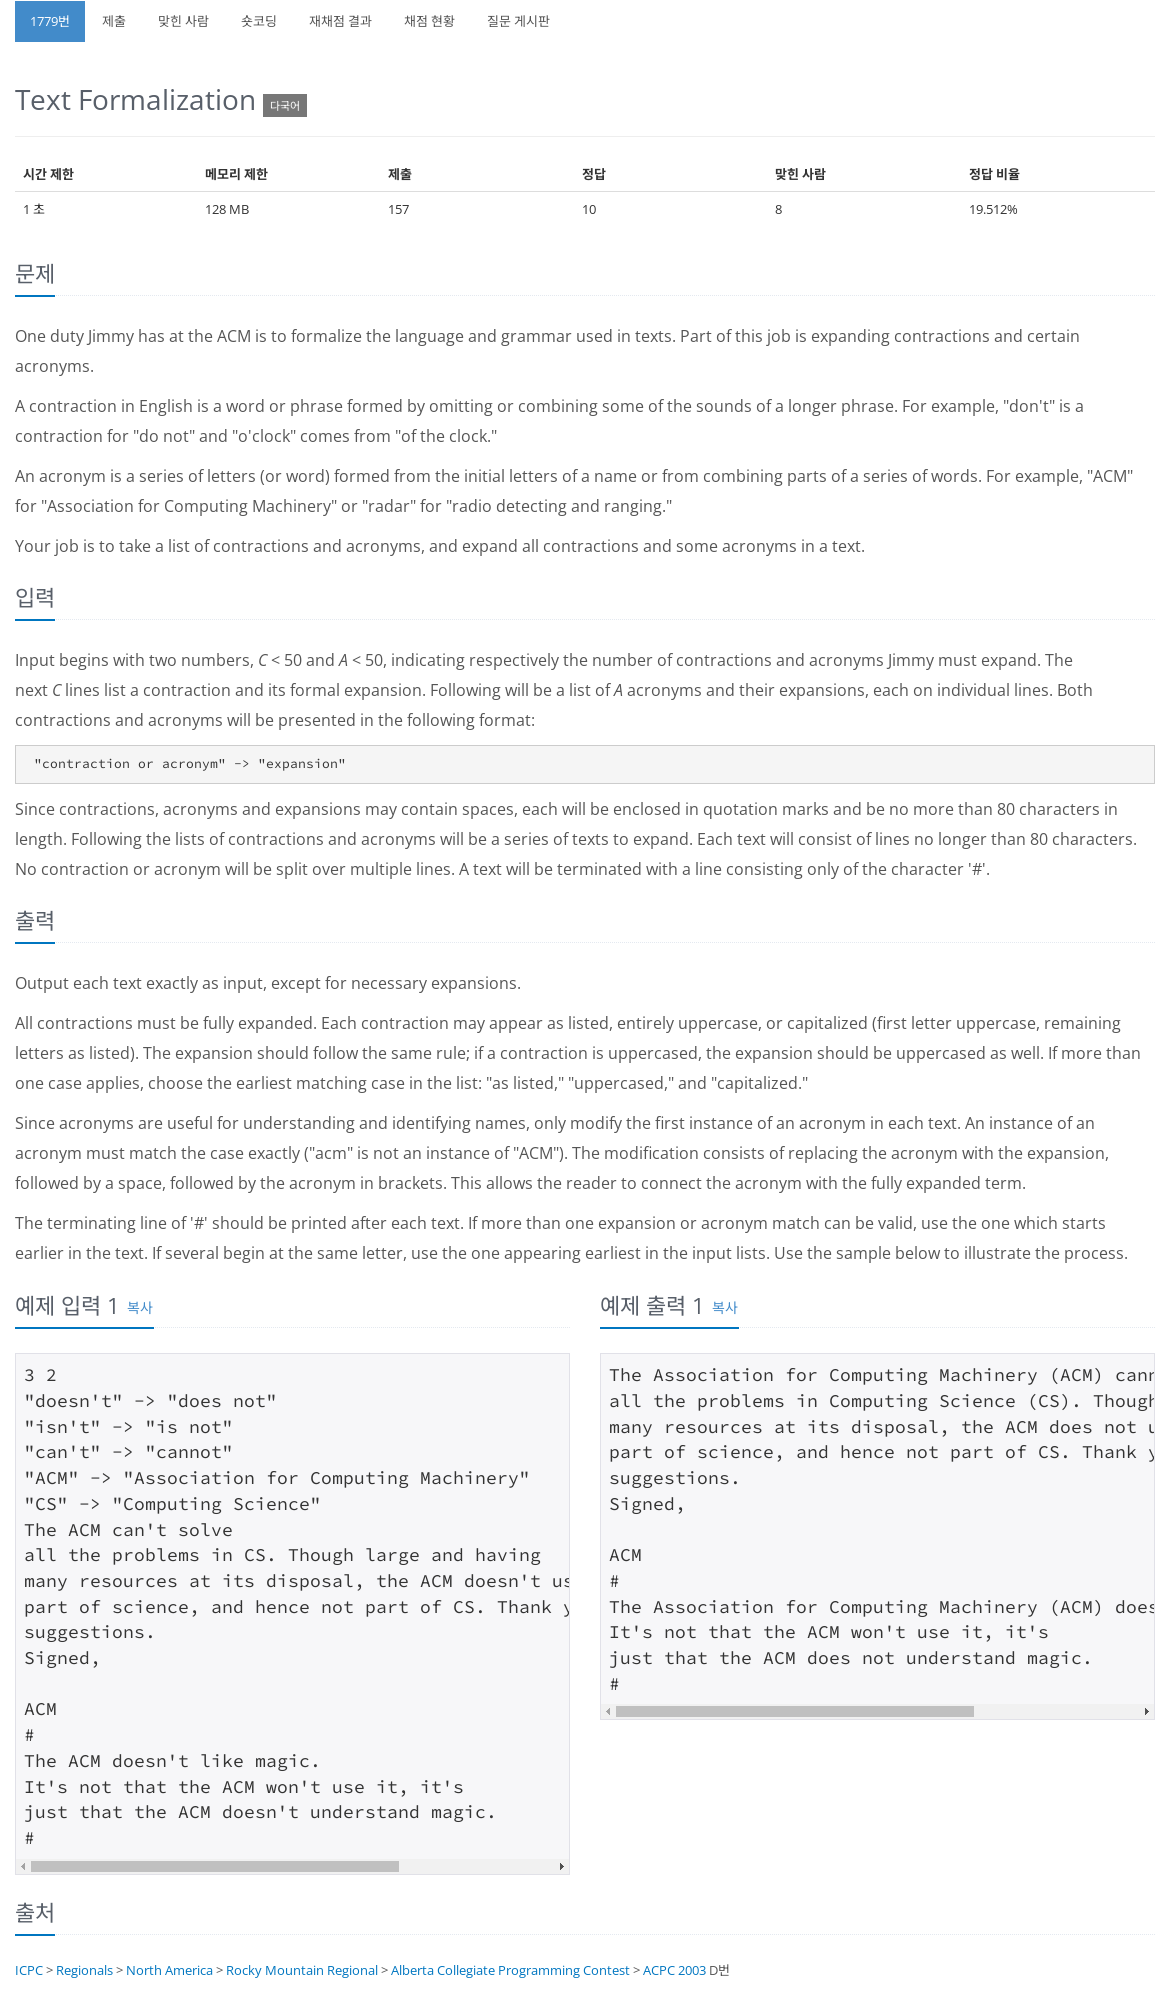 1779번 제출 맞힌 사람 숏코딩 재채점 결과 채점 현황 질문 게시판
Text Formalization 다국어
시간 제한 메모리 제한 제출 정답 맞힌 사람 정답 비율
1 초 128 MB 157 10 8 19.512%
문제
One duty Jimmy has at the ACM is to formalize the language and grammar used in texts. Part of this job is expanding contractions and certain
acronyms.
A contraction in English is a word or phrase formed by omitting or combining some of the sounds of a longer phrase. For example, "don't" is a
contraction for "do not" and "o'clock" comes from "of the clock."
An acronym is a series of letters (or word) formed from the initial letters of a name or from combining parts of a series of words. For example, "ACM"
for "Association for Computing Machinery" or "radar" for "radio detecting and ranging."
Your job is to take a list of contractions and acronyms, and expand all contractions and some acronyms in a text.
입력
Input begins with two numbers, C < 50 and A < 50, indicating respectively the number of contractions and acronyms Jimmy must expand. The
next C lines list a contraction and its formal expansion. Following will be a list of A acronyms and their expansions, each on individual lines. Both
contractions and acronyms will be presented in the following format:
"contraction or acronym" -> "expansion"
Since contractions, acronyms and expansions may contain spaces, each will be enclosed in quotation marks and be no more than 80 characters in
length. Following the lists of contractions and acronyms will be a series of texts to expand. Each text will consist of lines no longer than 80 characters.
No contraction or acronym will be split over multiple lines. A text will be terminated with a line consisting only of the character '#'.
출력
Output each text exactly as input, except for necessary expansions.
All contractions must be fully expanded. Each contraction may appear as listed, entirely uppercase, or capitalized (first letter uppercase, remaining
letters as listed). The expansion should follow the same rule; if a contraction is uppercased, the expansion should be uppercased as well. If more than
one case applies, choose the earliest matching case in the list: "as listed," "uppercased," and "capitalized."
Since acronyms are useful for understanding and identifying names, only modify the first instance of an acronym in each text. An instance of an
acronym must match the case exactly ("acm" is not an instance of "ACM"). The modification consists of replacing the acronym with the expansion,
followed by a space, followed by the acronym in brackets. This allows the reader to connect the acronym with the fully expanded term.
The terminating line of '#' should be printed after each text. If more than one expansion or acronym match can be valid, use the one which starts
earlier in the text. If several begin at the same letter, use the one appearing earliest in the input lists. Use the sample below to illustrate the process.
예제 입력 1 복사
3 2
"doesn't" -> "does not"
"isn't" -> "is not"
"can't" -> "cannot"
"ACM" -> "Association for Computing Machinery"
"CS" -> "Computing Science"
The ACM can't solve
all the problems in CS. Though large and having
many resources at its disposal, the ACM doesn't us
part of science, and hence not part of CS. Thank y
suggestions.
Signed,

ACM
#
The ACM doesn't like magic.
It's not that the ACM won't use it, it's
just that the ACM doesn't understand magic.
#
예제 출력 1 복사
The Association for Computing Machinery (ACM) cann
all the problems in Computing Science (CS). Though
many resources at its disposal, the ACM does not u
part of science, and hence not part of CS. Thank y
suggestions.
Signed,

ACM
#
The Association for Computing Machinery (ACM) does
It's not that the ACM won't use it, it's
just that the ACM does not understand magic.
#
출처
ICPC > Regionals > North America > Rocky Mountain Regional > Alberta Collegiate Programming Contest > ACPC 2003 D번